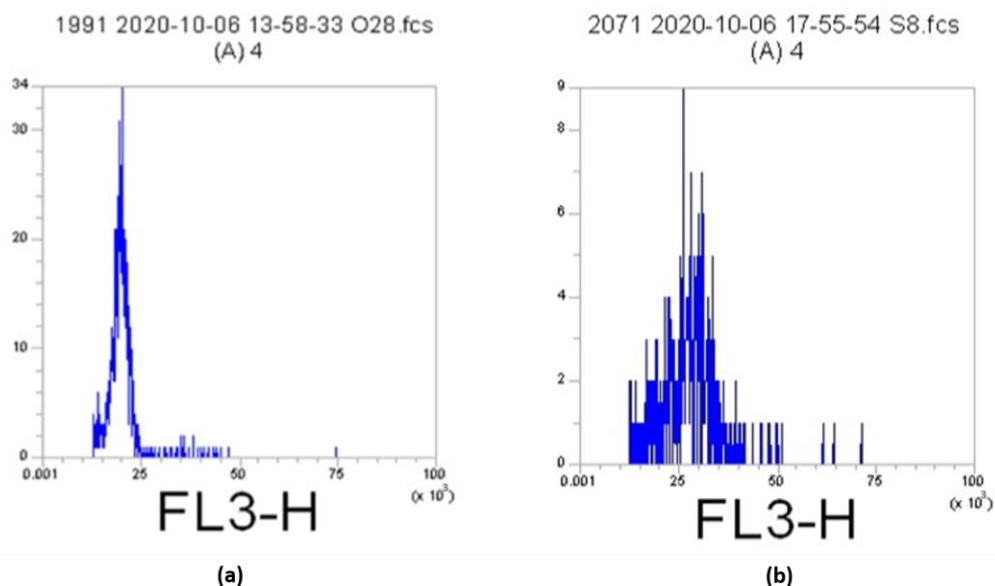 1991 2020-10-06 13-58-33 O28.fcs
(A) 4
34
30
20
10
0
0.001 25 50 75 100
(x 10³)
FL3-H
(a)
2071 2020-10-06 17-55-54 S8.fcs
(A) 4
9
8
6
4
2
0
0.001 25 50 75 100
(x 10³)
FL3-H
(b)